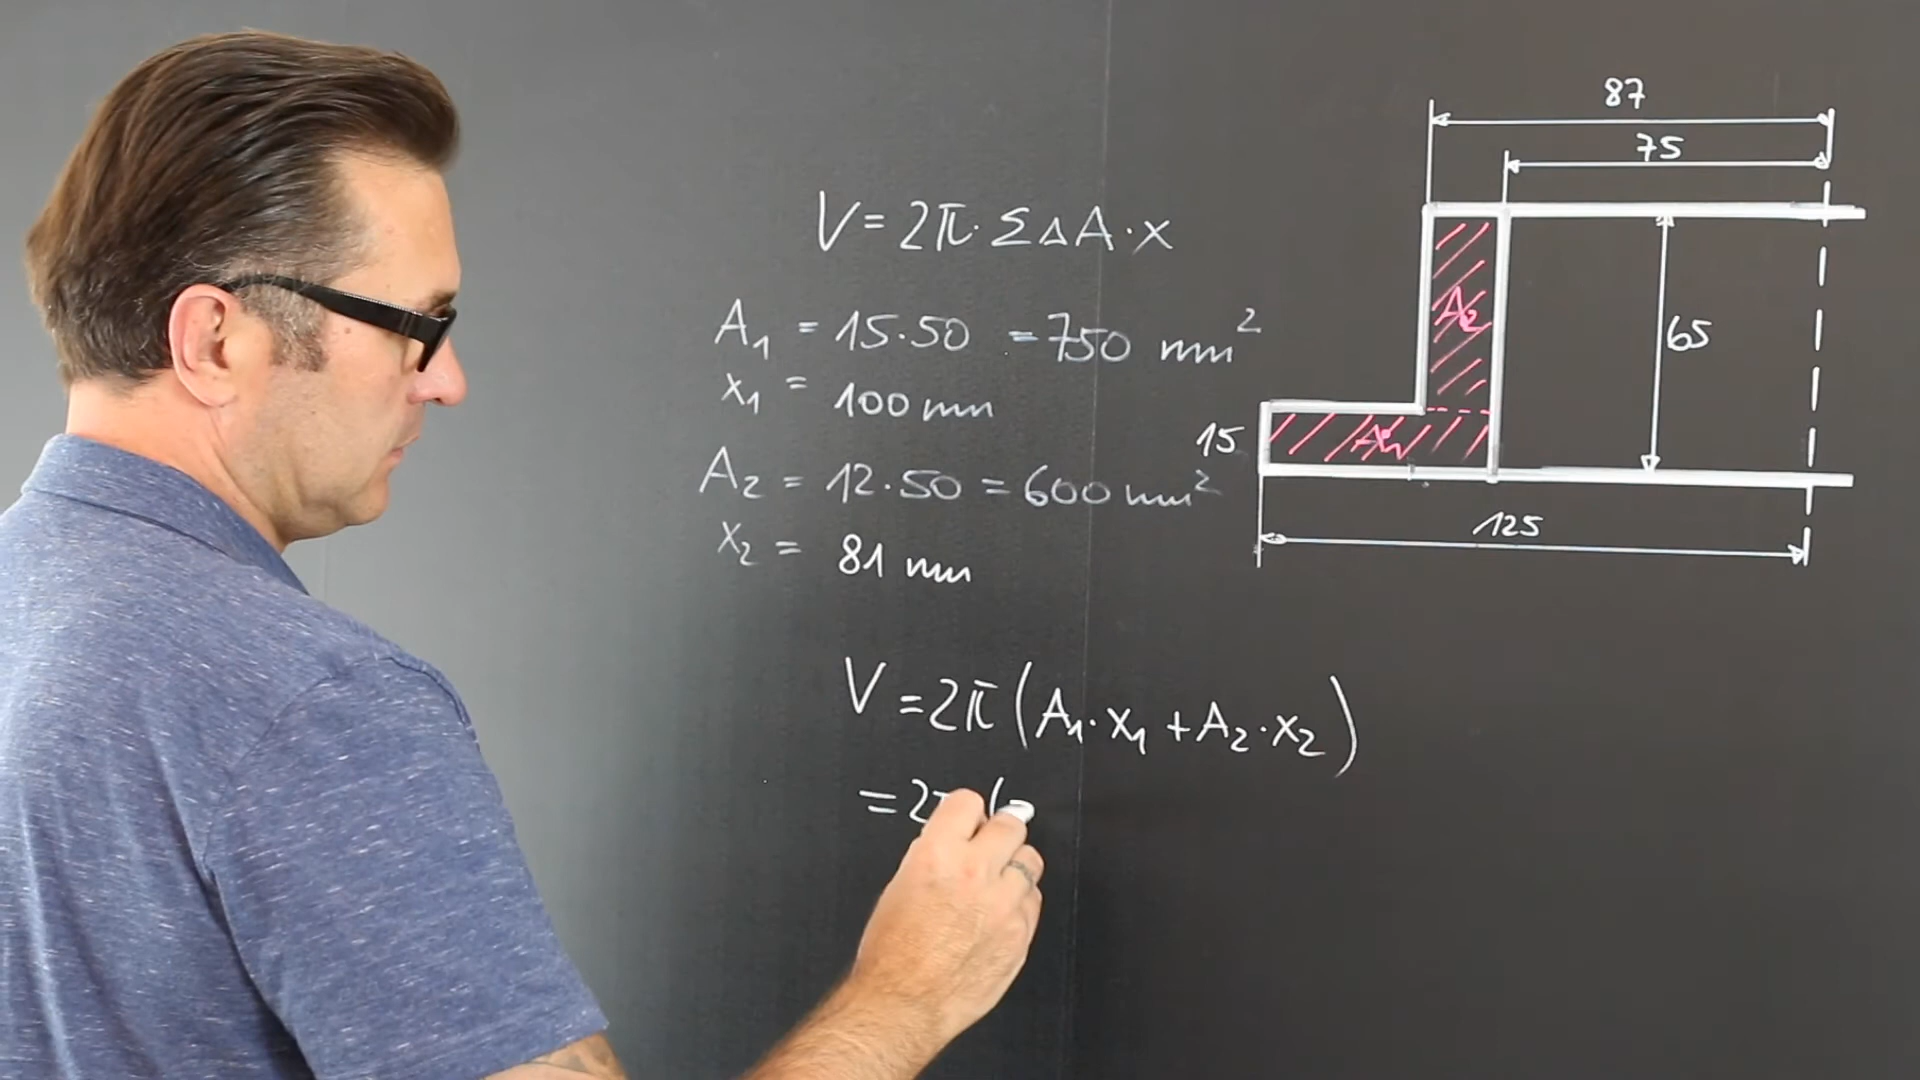 V = 2π · Σ ΔA · x
A₁ = 15 · 50 = 750 mm²
x₁ = 100 mm
A₂ = 12 · 50 = 600 mm²
x₂ = 81 mm
V = 2π (A₁ · x₁ + A₂ · x₂)
= 2π (
87
75
A₂
65
15
A₁
125